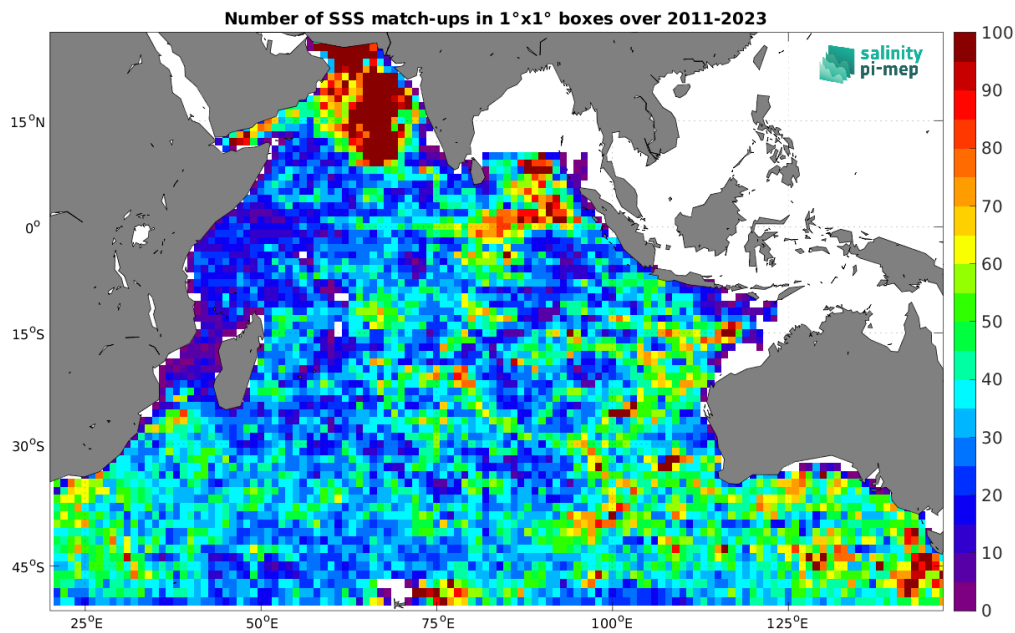 Number of SSS match-ups in 1°x1° boxes over 2011-2023
salinity
pi-mep
100
90
80
70
60
50
40
30
20
10
0
15°N
0°
15°S
30°S
45°S
25°E
50°E
75°E
100°E
125°E